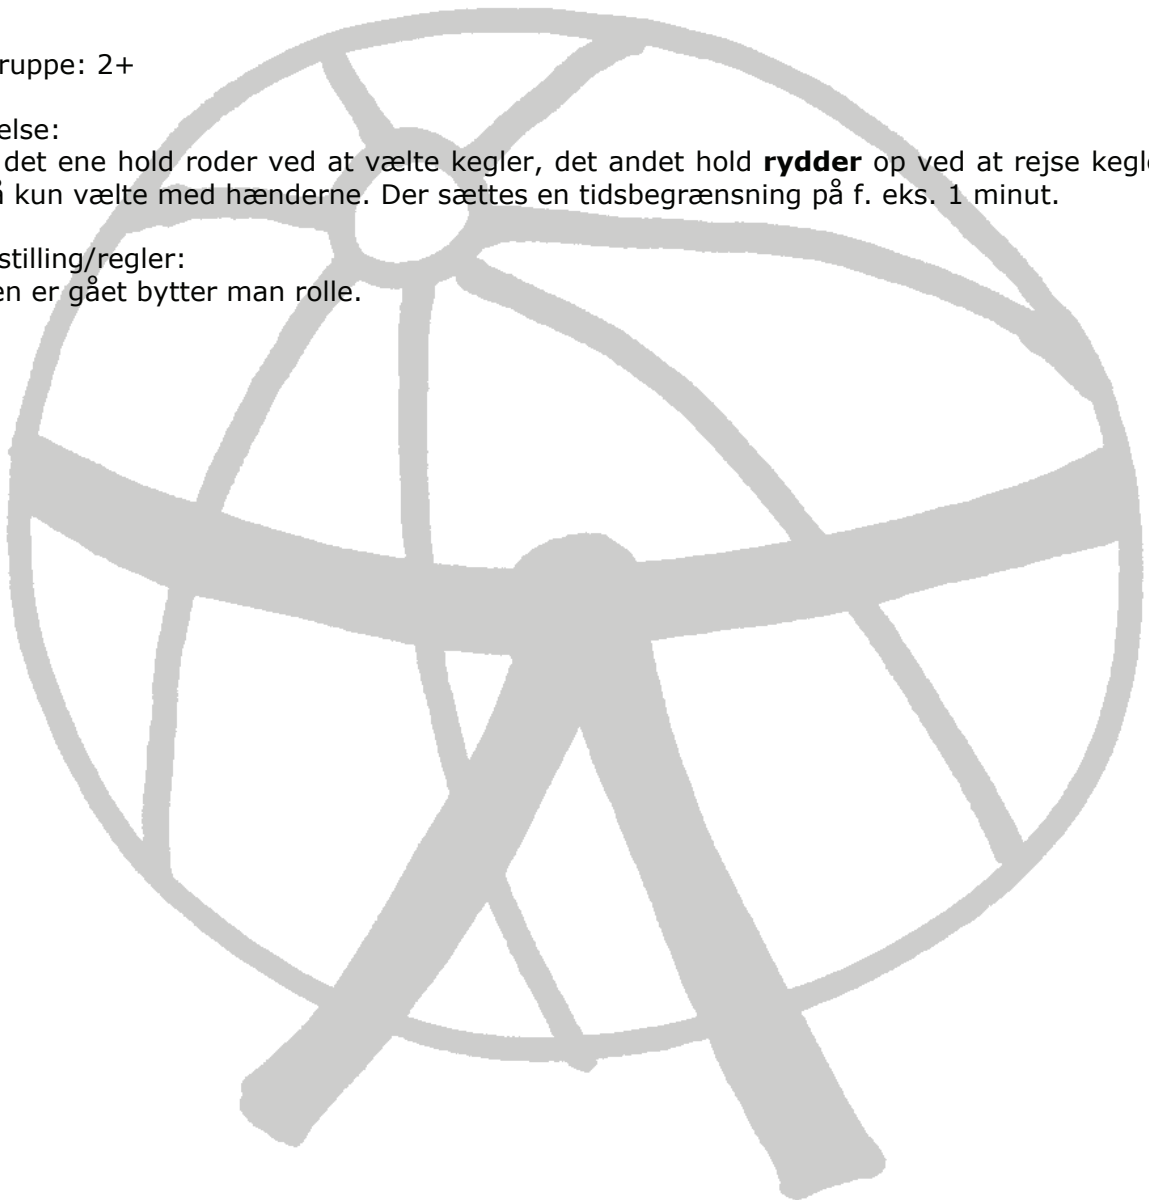 ruppe: 2+
else:
det ene hold roder ved at vælte kegler, det andet hold rydder op ved at rejse kegl
kun vælte med hænderne. Der sættes en tidsbegrænsning på f. eks. 1 minut.
stilling/regler:
en er gået bytter man rolle.